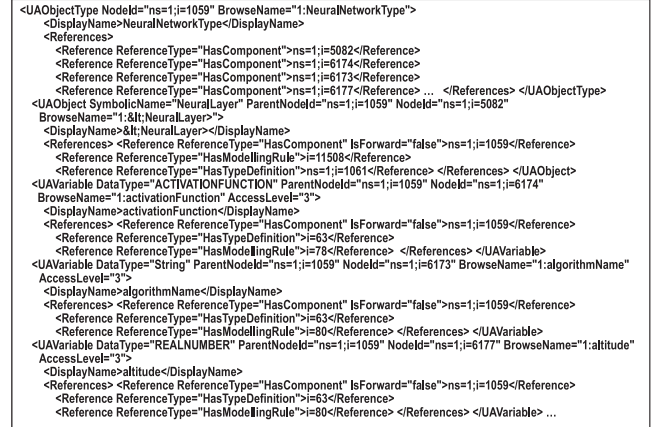 <UAObjectType NodeId="ns=1;i=1059" BrowseName="1:NeuralNetworkType">
<DisplayName>NeuralNetworkType</DisplayName>
<References>
<Reference ReferenceType="HasComponent">ns=1;i=5082</Reference>
<Reference ReferenceType="HasComponent">ns=1;i=6174</Reference>
<Reference ReferenceType="HasComponent">ns=1;i=6173</Reference>
<Reference ReferenceType="HasComponent">ns=1;i=6177</Reference> … </References> </UAObjectType>
<UAObject SymbolicName="NeuralLayer" ParentNodeId="ns=1;i=1059" NodeId="ns=1;i=5082"
BrowseName="1:&lt;NeuralLayer>">
<DisplayName>&lt;NeuralLayer></DisplayName>
<References> <Reference ReferenceType="HasComponent" IsForward="false">ns=1;i=1059</Reference>
<Reference ReferenceType="HasModellingRule">i=11508</Reference>
<Reference ReferenceType="HasTypeDefinition">ns=1;i=1061</Reference> </References> </UAObject>
<UAVariable DataType="ACTIVATIONFUNCTION" ParentNodeId="ns=1;i=1059" NodeId="ns=1;i=6174"
BrowseName="1:activationFunction" AccessLevel="3">
<DisplayName>activationFunction</DisplayName>
<References> <Reference ReferenceType="HasComponent" IsForward="false">ns=1;i=1059</Reference>
<Reference ReferenceType="HasTypeDefinition">i=63</Reference>
<Reference ReferenceType="HasModellingRule">i=78</Reference> </References> </UAVariable>
<UAVariable DataType="String" ParentNodeId="ns=1;i=1059" NodeId="ns=1;i=6173" BrowseName="1:algorithmName"
AccessLevel="3">
<DisplayName>algorithmName</DisplayName>
<References> <Reference ReferenceType="HasComponent" IsForward="false">ns=1;i=1059</Reference>
<Reference ReferenceType="HasTypeDefinition">i=63</Reference>
<Reference ReferenceType="HasModellingRule">i=80</Reference> </References> </UAVariable>
<UAVariable DataType="REALNUMBER" ParentNodeId="ns=1;i=1059" NodeId="ns=1;i=6177" BrowseName="1:altitude"
AccessLevel="3">
<DisplayName>altitude</DisplayName>
<References> <Reference ReferenceType="HasComponent" IsForward="false">ns=1;i=1059</Reference>
<Reference ReferenceType="HasTypeDefinition">i=63</Reference>
<Reference ReferenceType="HasModellingRule">i=80</Reference> </References> </UAVariable> …